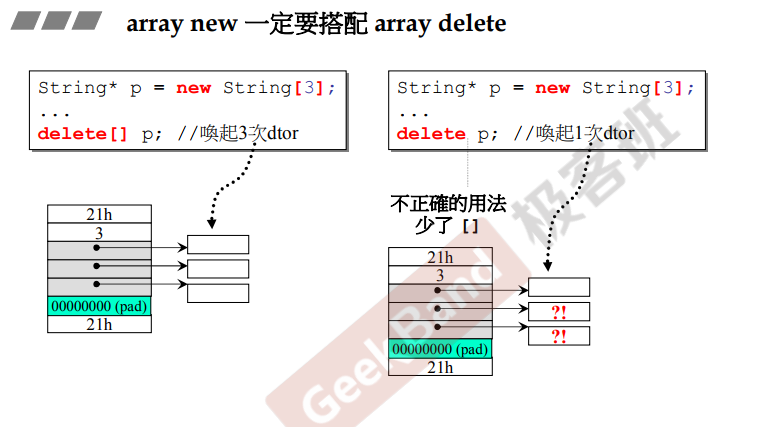 array new 一定要搭配 array delete
String* p = new String[3];
...
delete[] p; //喚起3次dtor
21h
3
00000000 (pad)
21h
String* p = new String[3];
...
delete p; //喚起1次dtor
不正確的用法
少了 []
21h
3
?!
?!
00000000 (pad)
21h
GeekBand 极客班